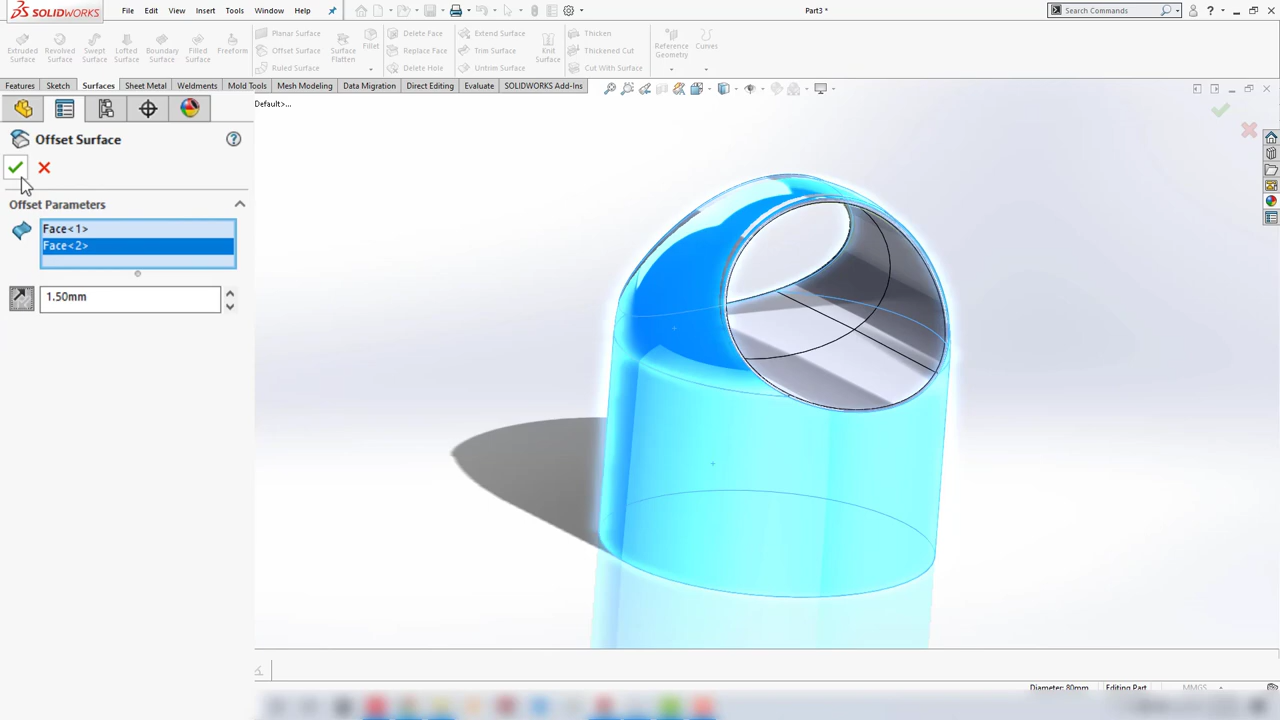 SOLIDWORKS
File Edit View Insert Tools Window Help
Part3 *
Search Commands
Extruded Surface
Revolved Surface
Swept Surface
Lofted Surface
Boundary Surface
Filled Surface
Freeform
Planar Surface
Offset Surface
Ruled Surface
Surface Flatten
Fillet
Delete Face
Replace Face
Delete Hole
Extend Surface
Trim Surface
Untrim Surface
Knit Surface
Thicken
Thickened Cut
Cut With Surface
Reference Geometry
Curves
Features Sketch Surfaces Sheet Metal Weldments Mold Tools Mesh Modeling Data Migration Direct Editing Evaluate SOLIDWORKS Add-Ins
Default>...
Offset Surface
Offset Parameters
Face<1>
Face<2>
1.50mm
Diameter: 80mm Editing Part MMGS